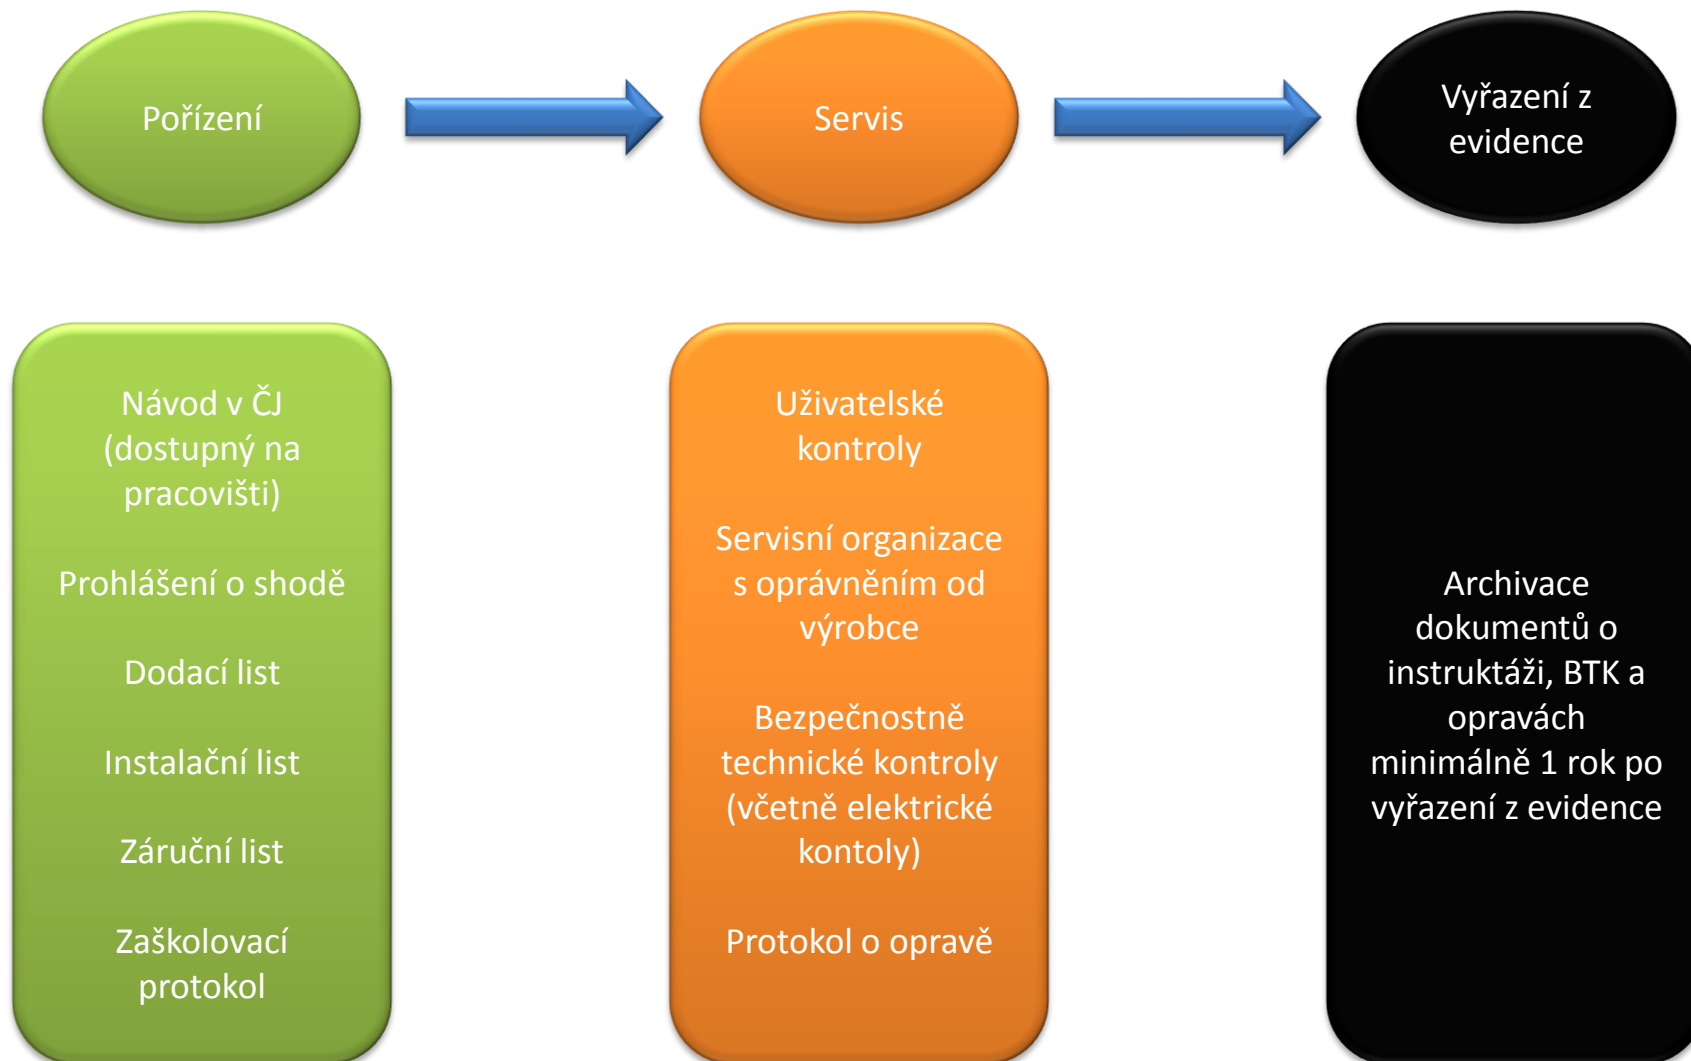 Pořízení
Servis
Vyřazení z
evidence
Návod v ČJ
(dostupný na
pracovišti)
Prohlášení o shodě
Dodací list
Instalační list
Záruční list
Zaškolovací
protokol
Uživatelské
kontroly
Servisní organizace
s oprávněním od
výrobce
Bezpečnostně
technické kontroly
(včetně elektrické
kontoly)
Protokol o opravě
Archivace
dokumentů o
instruktáži, BTK a
opravách
minimálně 1 rok po
vyřazení z evidence